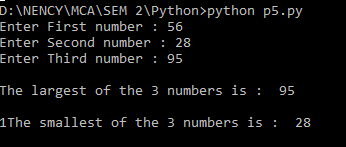 D:\NENCY\MCA\SEM 2\Python>python p5.py
Enter First number : 56
Enter Second number : 28
Enter Third number : 95
The largest of the 3 numbers is :  95
1The smallest of the 3 numbers is :  28